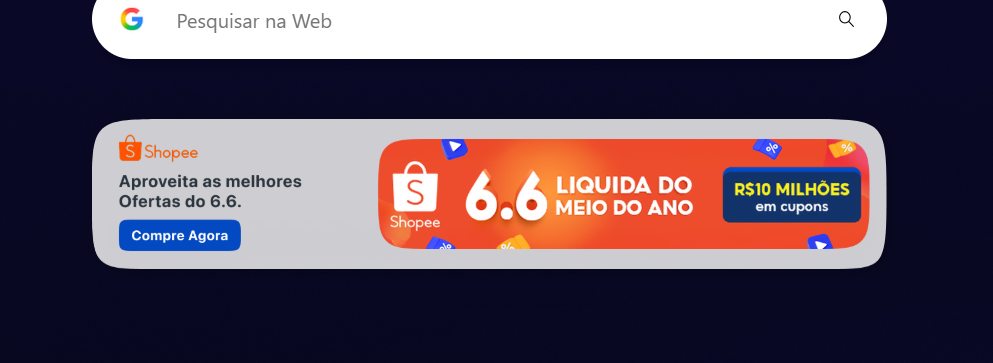 Pesquisar na Web
Shopee
Aproveita as melhores
Ofertas do 6.6.
Compre Agora
Shopee
6.6
LIQUIDA DO
MEIO DO ANO
R$10 MILHÕES
em cupons